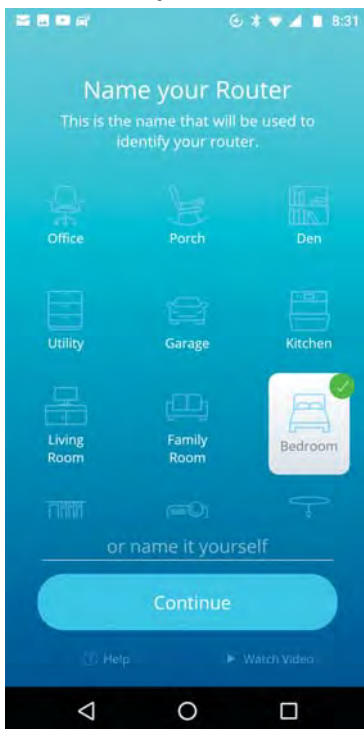 8:31
Name your Router
This is the name that will be used to
identify your router.
Office
Porch
Den
Utility
Garage
Kitchen
Living
Room
Family
Room
Bedroom
or name it yourself
Continue
Help
Watch Video